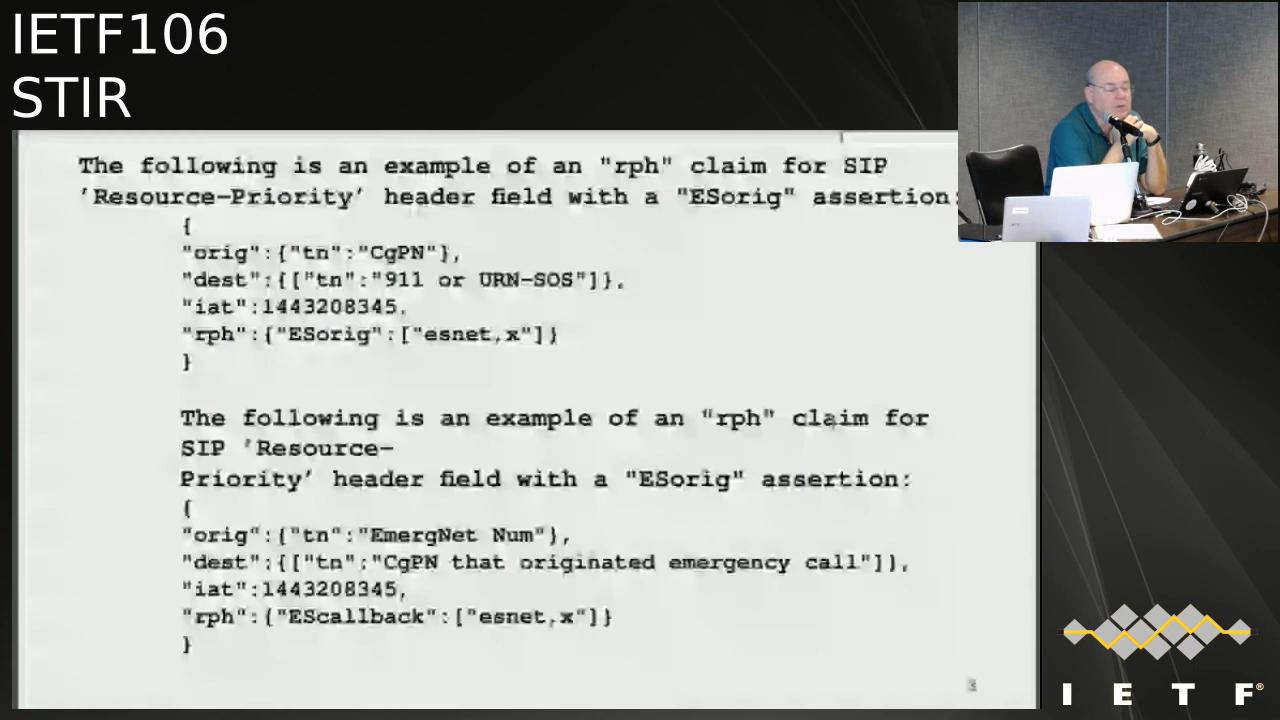 IETF106
STIR
The following is an example of an "rph" claim for SIP
'Resource-Priority' header field with a "ESorig" assertion:
{
"orig":{"tn":"CgPN"},
"dest":{["tn":"911 or URN-SOS"]},
"iat":1443208345,
"rph":{"ESorig":["esnet,x"]}
}
The following is an example of an "rph" claim for
SIP 'Resource-
Priority' header field with a "ESorig" assertion:
{
"orig":{"tn":"EmergNet Num"},
"dest":{["tn":"CgPN that originated emergency call"]},
"iat":1443208345,
"rph":{"EScallback":["esnet,x"]}
}
I E T F®